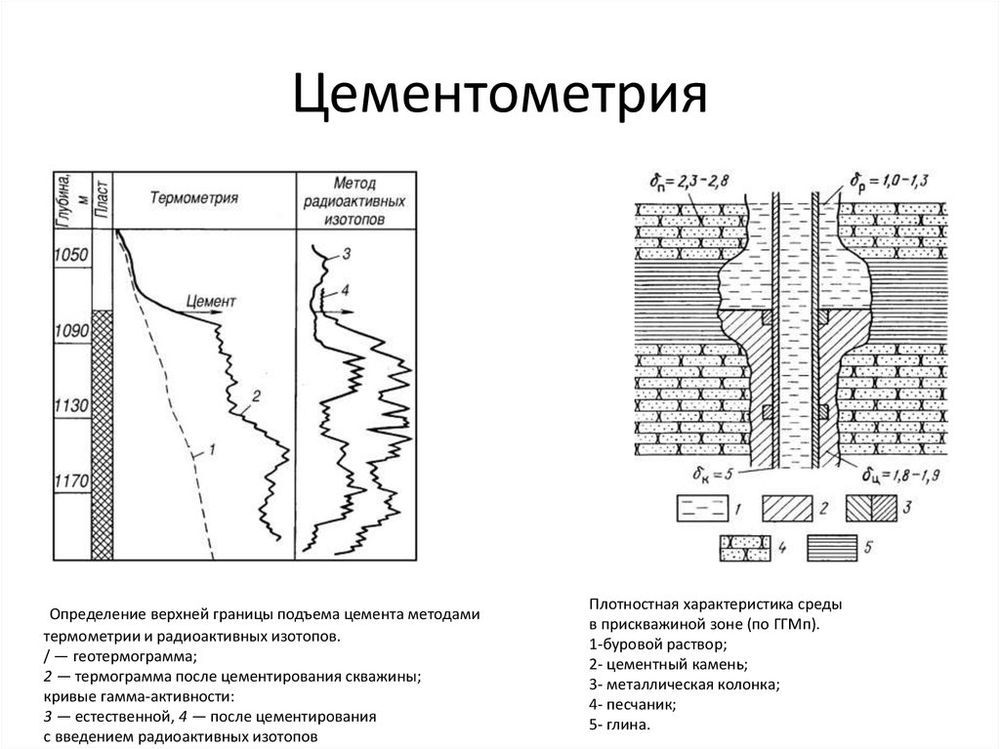 Цементометрия
Глубина, м
Пласт
Термометрия
Метод
радиоактивных
изотопов
1050
1090
1130
1170
Цемент
1
2
3
4
δп=2,3-2,8
δр=1,0-1,3
δк=5
δц=1,8-1,9
1
2
3
4
5
Определение верхней границы подъема цемента методами
термометрии и радиоактивных изотопов.
/ — геотермограмма;
2 — термограмма после цементирования скважины;
кривые гамма-активности:
3 — естественной, 4 — после цементирования
с введением радиоактивных изотопов
Плотностная характеристика среды
в прискважиной зоне (по ГГМп).
1-буровой раствор;
2- цементный камень;
3- металлическая колонка;
4- песчаник;
5- глина.